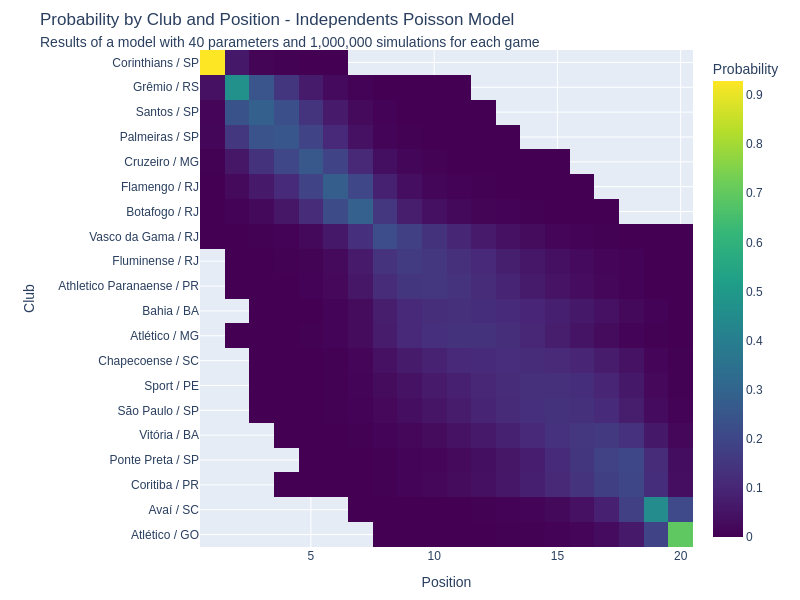 Probability by Club and Position - Independents Poisson Model
Results of a model with 40 parameters and 1,000,000 simulations for each game
Probability
Corinthians / SP
Grêmio / RS
Santos / SP
Palmeiras / SP
Cruzeiro / MG
Flamengo / RJ
Botafogo / RJ
Vasco da Gama / RJ
Fluminense / RJ
Athletico Paranaense / PR
Bahia / BA
Atlético / MG
Chapecoense / SC
Sport / PE
São Paulo / SP
Vitória / BA
Ponte Preta / SP
Coritiba / PR
Avaí / SC
Atlético / GO
Club
5
10
15
20
Position
0.9
0.8
0.7
0.6
0.5
0.4
0.3
0.2
0.1
0